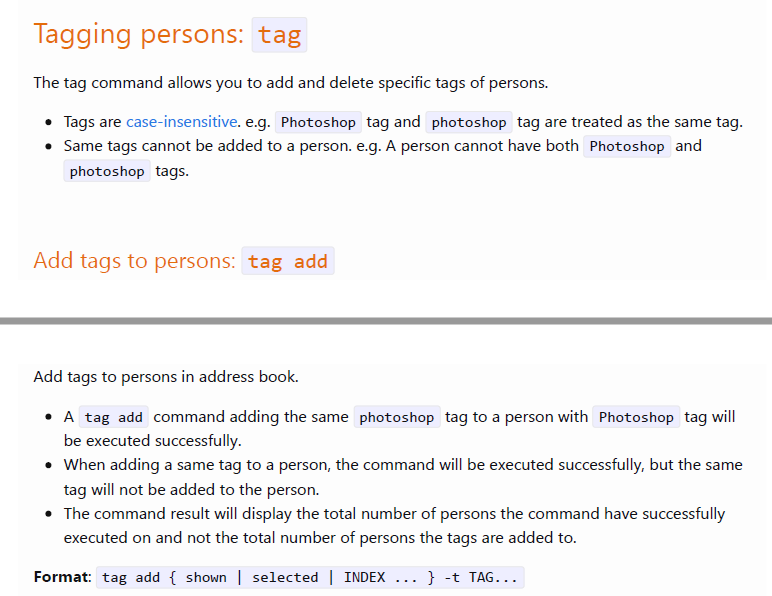 Tagging persons: tag
The tag command allows you to add and delete specific tags of persons.
• Tags are case-insensitive. e.g. Photoshop tag and photoshop tag are treated as the same tag.
• Same tags cannot be added to a person. e.g. A person cannot have both Photoshop and
photoshop tags.
Add tags to persons: tag add
Add tags to persons in address book.
• A tag add command adding the same photoshop tag to a person with Photoshop tag will
be executed successfully.
• When adding a same tag to a person, the command will be executed successfully, but the same
tag will not be added to the person.
• The command result will display the total number of persons the command have successfully
executed on and not the total number of persons the tags are added to.
Format: tag add { shown | selected | INDEX ... } -t TAG...